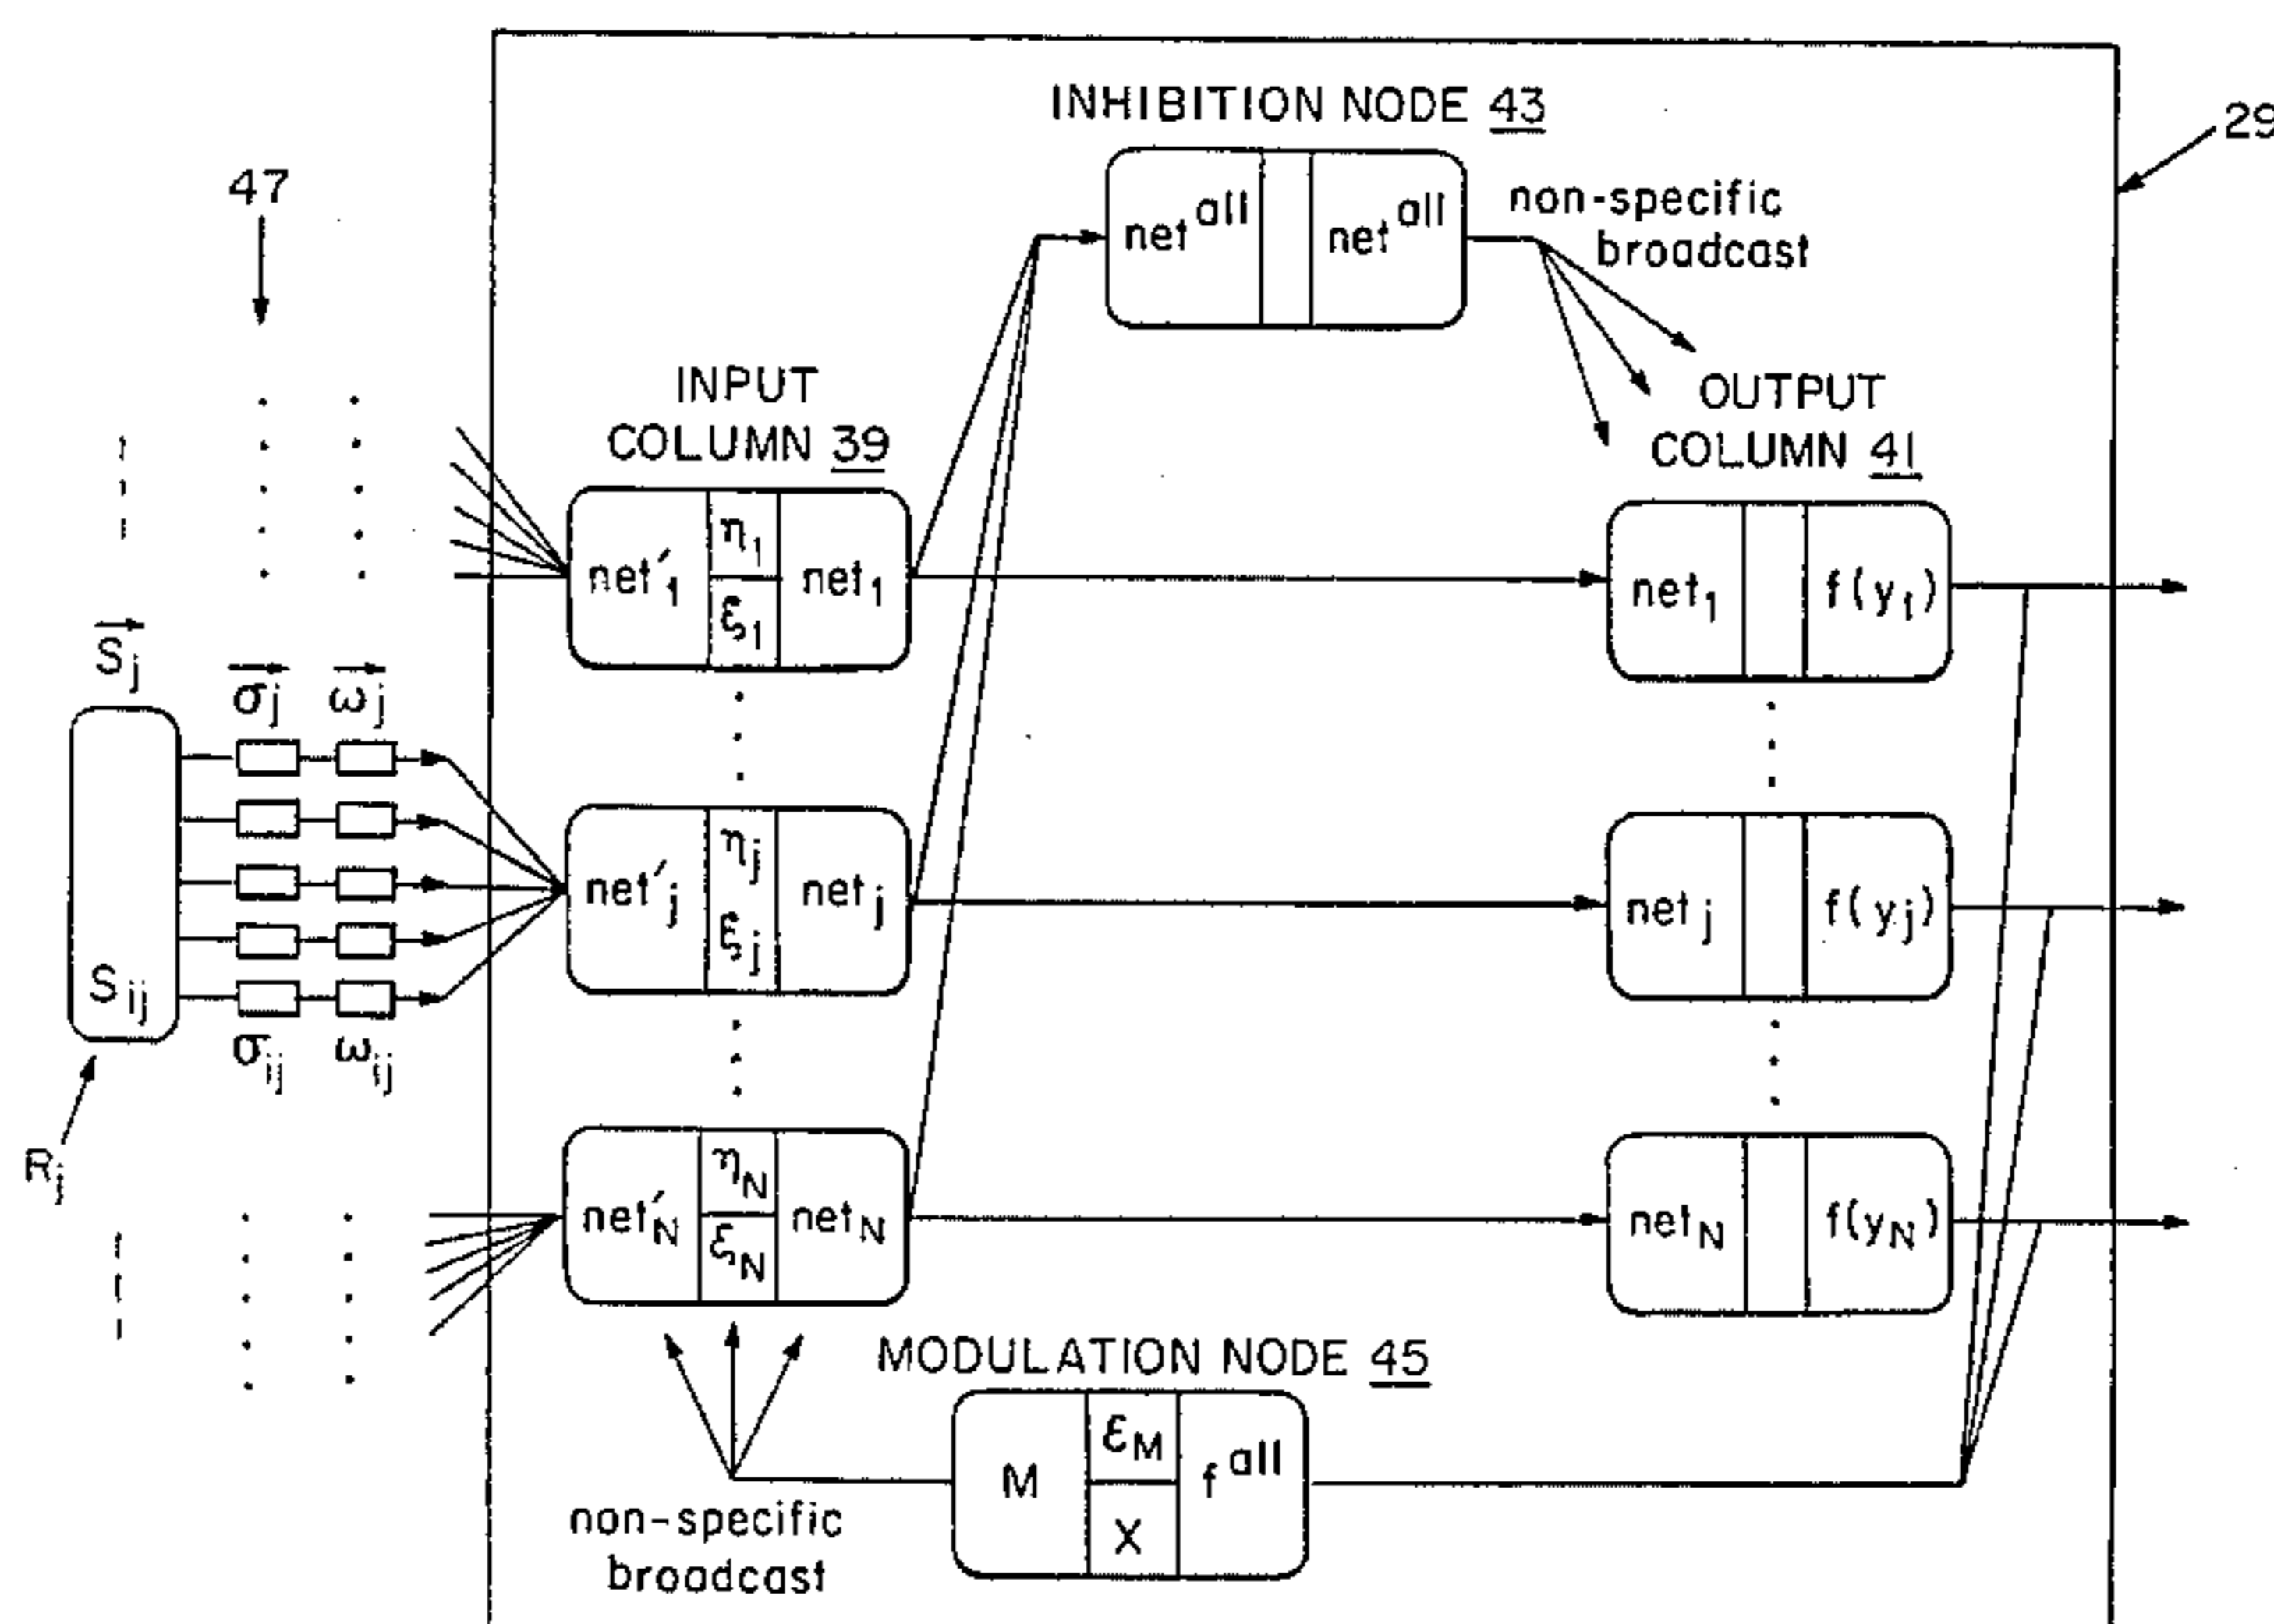 INHIBITION NODE 43
29
47
net^all net^all
non-specific
broadcast
INPUT
COLUMN 39
OUTPUT
COLUMN 41
net′₁ η₁ ξ₁ net₁
net₁ f(y₁)
S⃗j
σ⃗j ω⃗j
Sij
net′j ηj ξj netj
netj f(yj)
σij ωij
Rj
net′N ηN ξN netN
netN f(yN)
MODULATION NODE 45
M ℰM X f^all
non-specific
broadcast